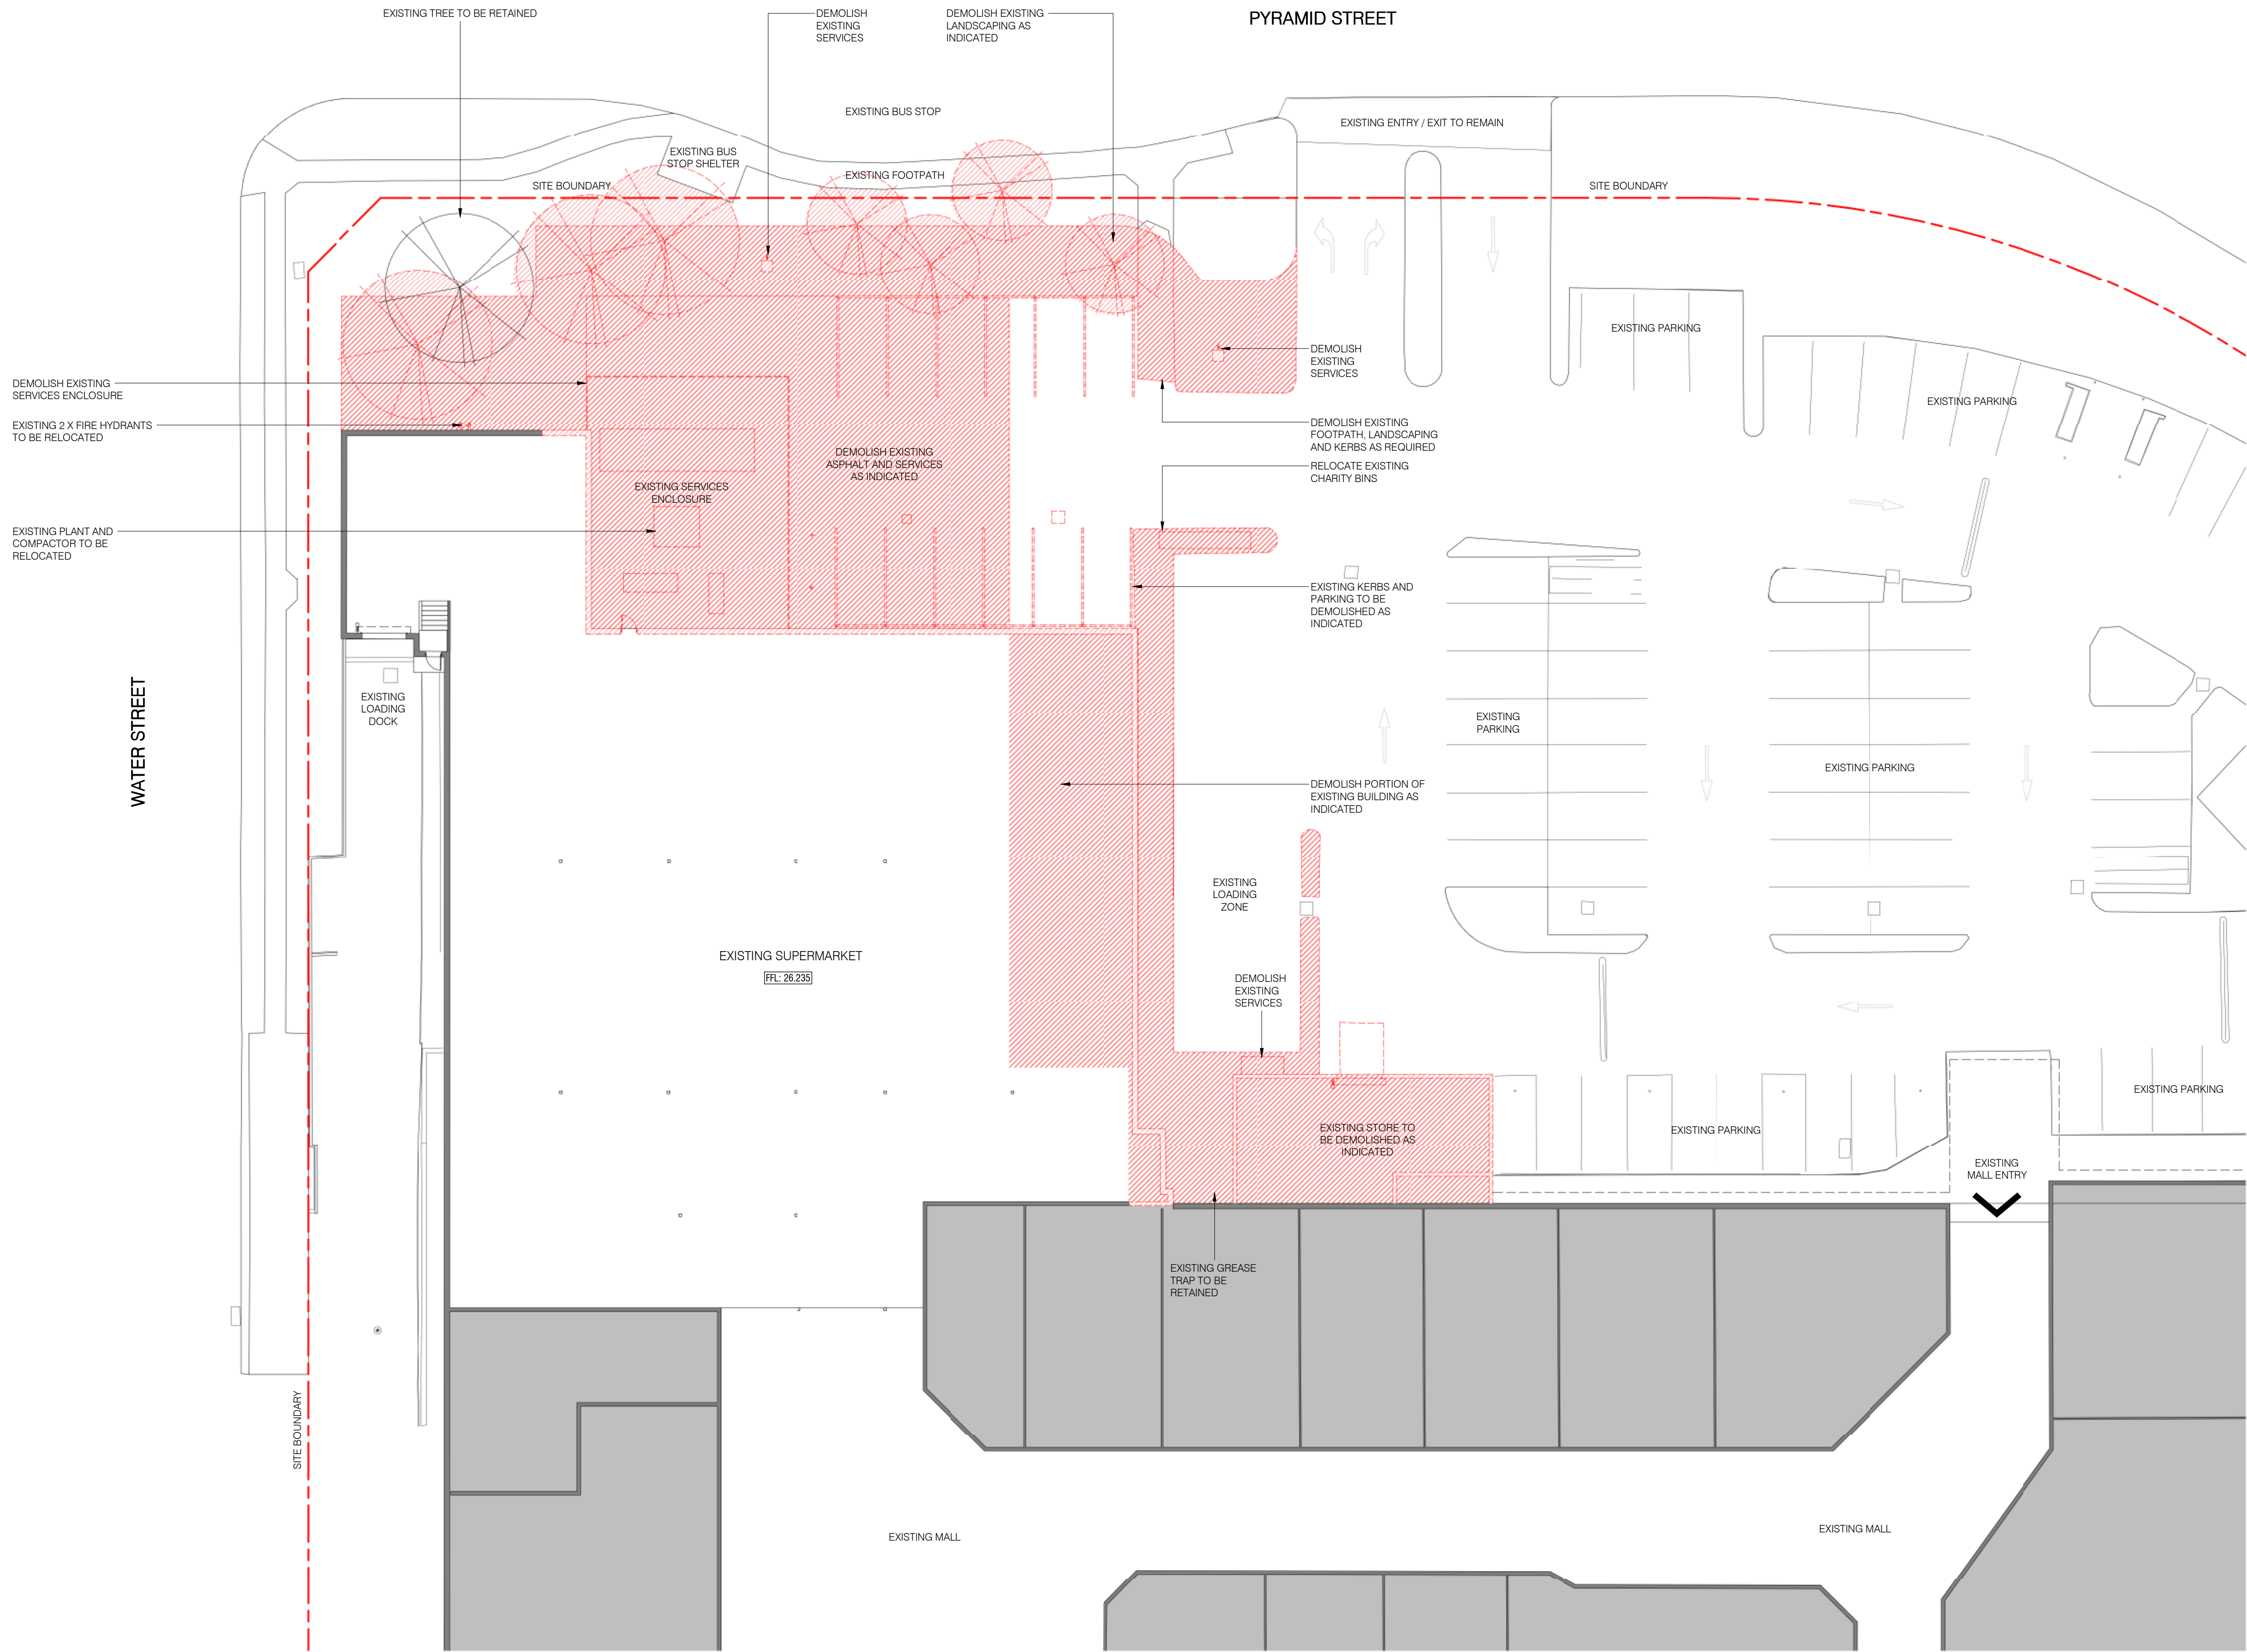 EXISTING TREE TO BE RETAINED
DEMOLISH
EXISTING
SERVICES
DEMOLISH EXISTING
LANDSCAPING AS
INDICATED
PYRAMID STREET
EXISTING BUS STOP
EXISTING ENTRY / EXIT TO REMAIN
EXISTING BUS
STOP SHELTER
EXISTING FOOTPATH
SITE BOUNDARY
SITE BOUNDARY
EXISTING PARKING
DEMOLISH
EXISTING
SERVICES
DEMOLISH EXISTING
SERVICES ENCLOSURE
EXISTING PARKING
EXISTING 2 X FIRE HYDRANTS
TO BE RELOCATED
DEMOLISH EXISTING
FOOTPATH, LANDSCAPING
AND KERBS AS REQUIRED
DEMOLISH EXISTING
ASPHALT AND SERVICES
AS INDICATED
RELOCATE EXISTING
CHARITY BINS
EXISTING SERVICES
ENCLOSURE
EXISTING PLANT AND
COMPACTOR TO BE
RELOCATED
EXISTING KERBS AND
PARKING TO BE
DEMOLISHED AS
INDICATED
WATER STREET
EXISTING
LOADING
DOCK
EXISTING
PARKING
EXISTING PARKING
DEMOLISH PORTION OF
EXISTING BUILDING AS
INDICATED
EXISTING
LOADING
ZONE
EXISTING SUPERMARKET
FFL: 26.235
DEMOLISH
EXISTING
SERVICES
EXISTING PARKING
EXISTING STORE TO
BE DEMOLISHED AS
INDICATED
EXISTING PARKING
EXISTING
MALL ENTRY
EXISTING GREASE
TRAP TO BE
RETAINED
SITE BOUNDARY
EXISTING MALL
EXISTING MALL